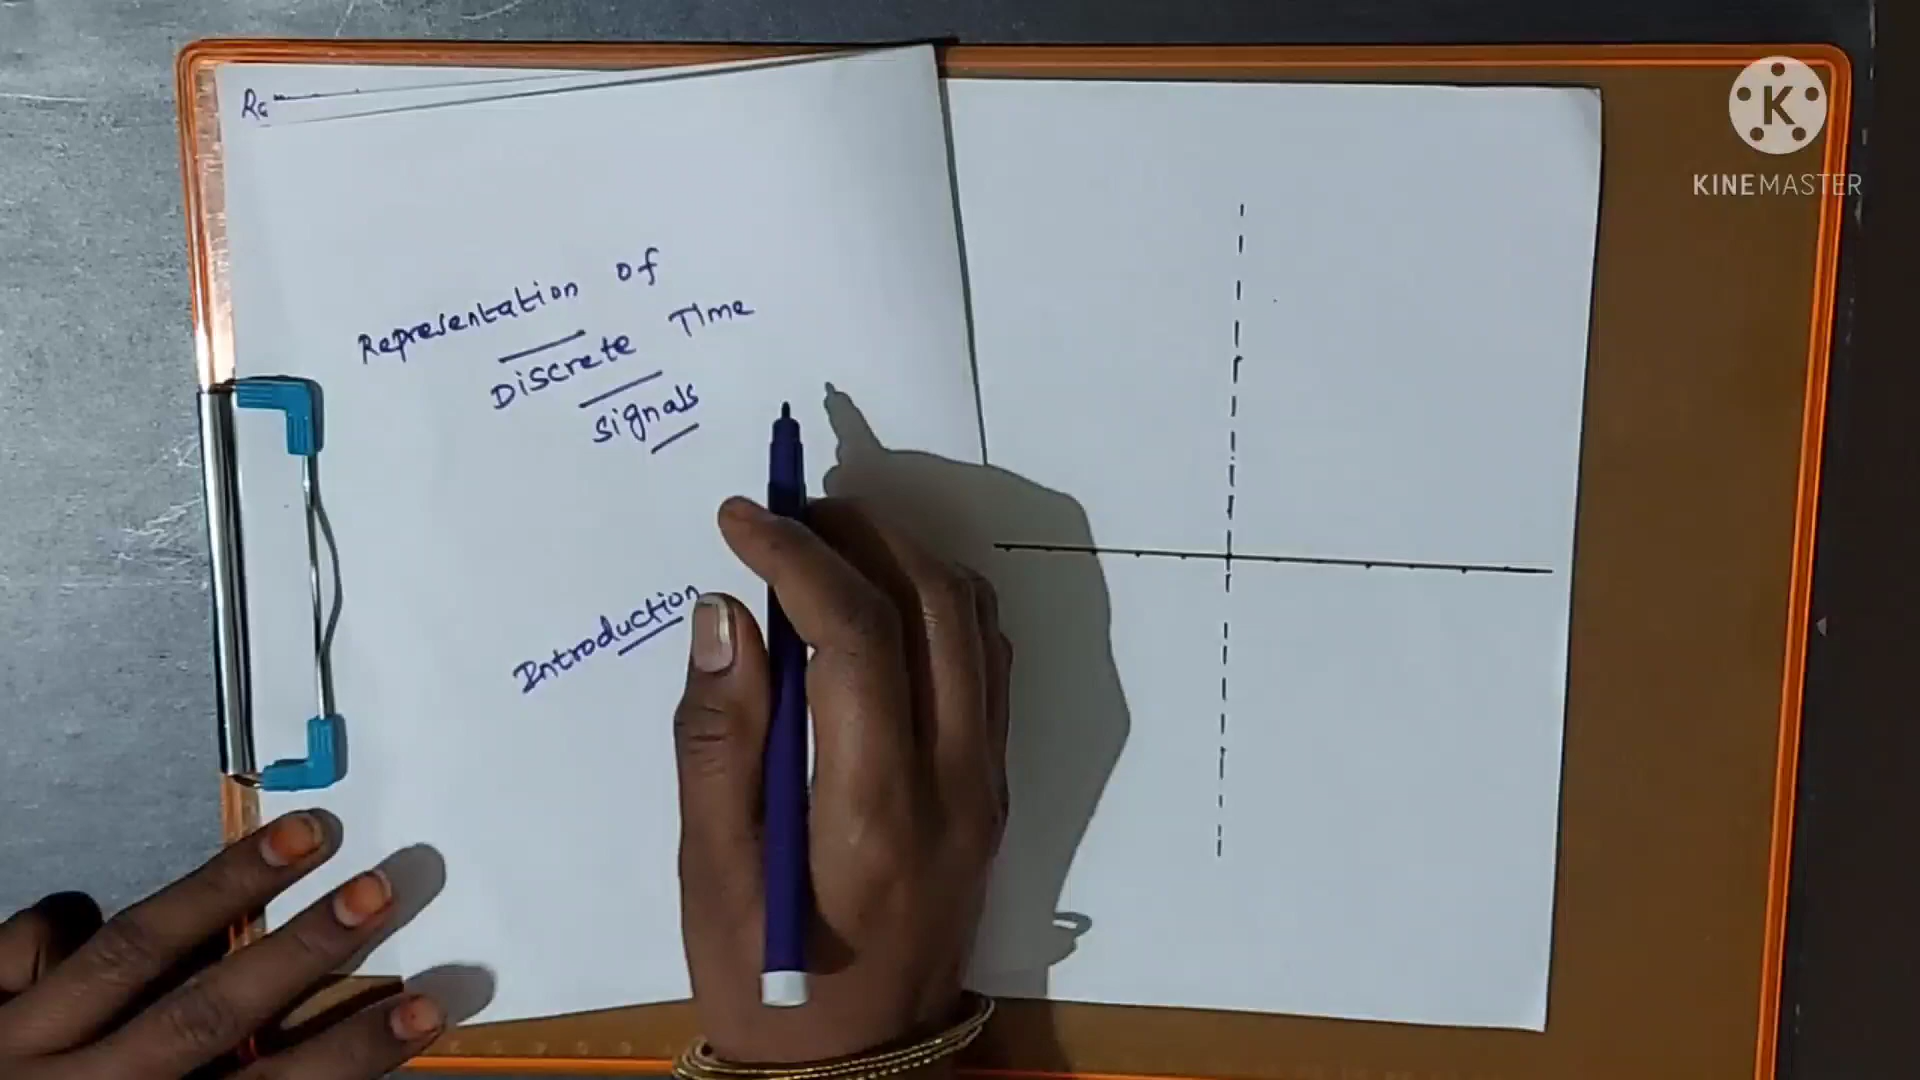 Representation of
Discrete Time
signals
Introduction
K
KINEMASTER